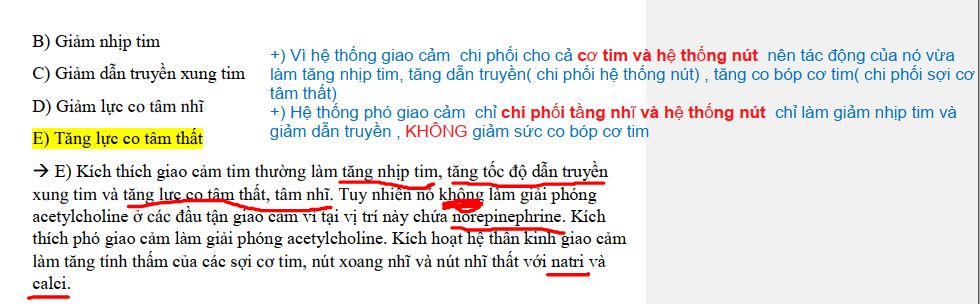 B) Giảm nhịp tim
+) Vì hệ thống giao cảm chi phối cho cả cơ tim và hệ thống nút nên tác động của nó vừa
làm tăng nhịp tim, tăng dẫn truyền( chi phối hệ thống nút) , tăng co bóp cơ tim( chi phối sợi cơ
tâm thất)
+) Hệ thống phó giao cảm chỉ chi phối tầng nhĩ và hệ thống nút chỉ làm giảm nhịp tim và
giảm dẫn truyền , KHÔNG giảm sức co bóp cơ tim
C) Giảm dẫn truyền xung tim
D) Giảm lực co tâm nhĩ
E) Tăng lực co tâm thất
→ E) Kích thích giao cảm tim thường làm tăng nhịp tim, tăng tốc độ dẫn truyền
xung tim và tăng lực co tâm thất, tâm nhĩ. Tuy nhiên nó không làm giải phóng
acetylcholine ở các đầu tận giao cảm vì tại vị trí này chứa norepinephrine. Kích
thích phó giao cảm làm giải phóng acetylcholine. Kích hoạt hệ thần kinh giao cảm
làm tăng tính thấm của các sợi cơ tim, nút xoang nhĩ và nút nhĩ thất với natri và
calci.